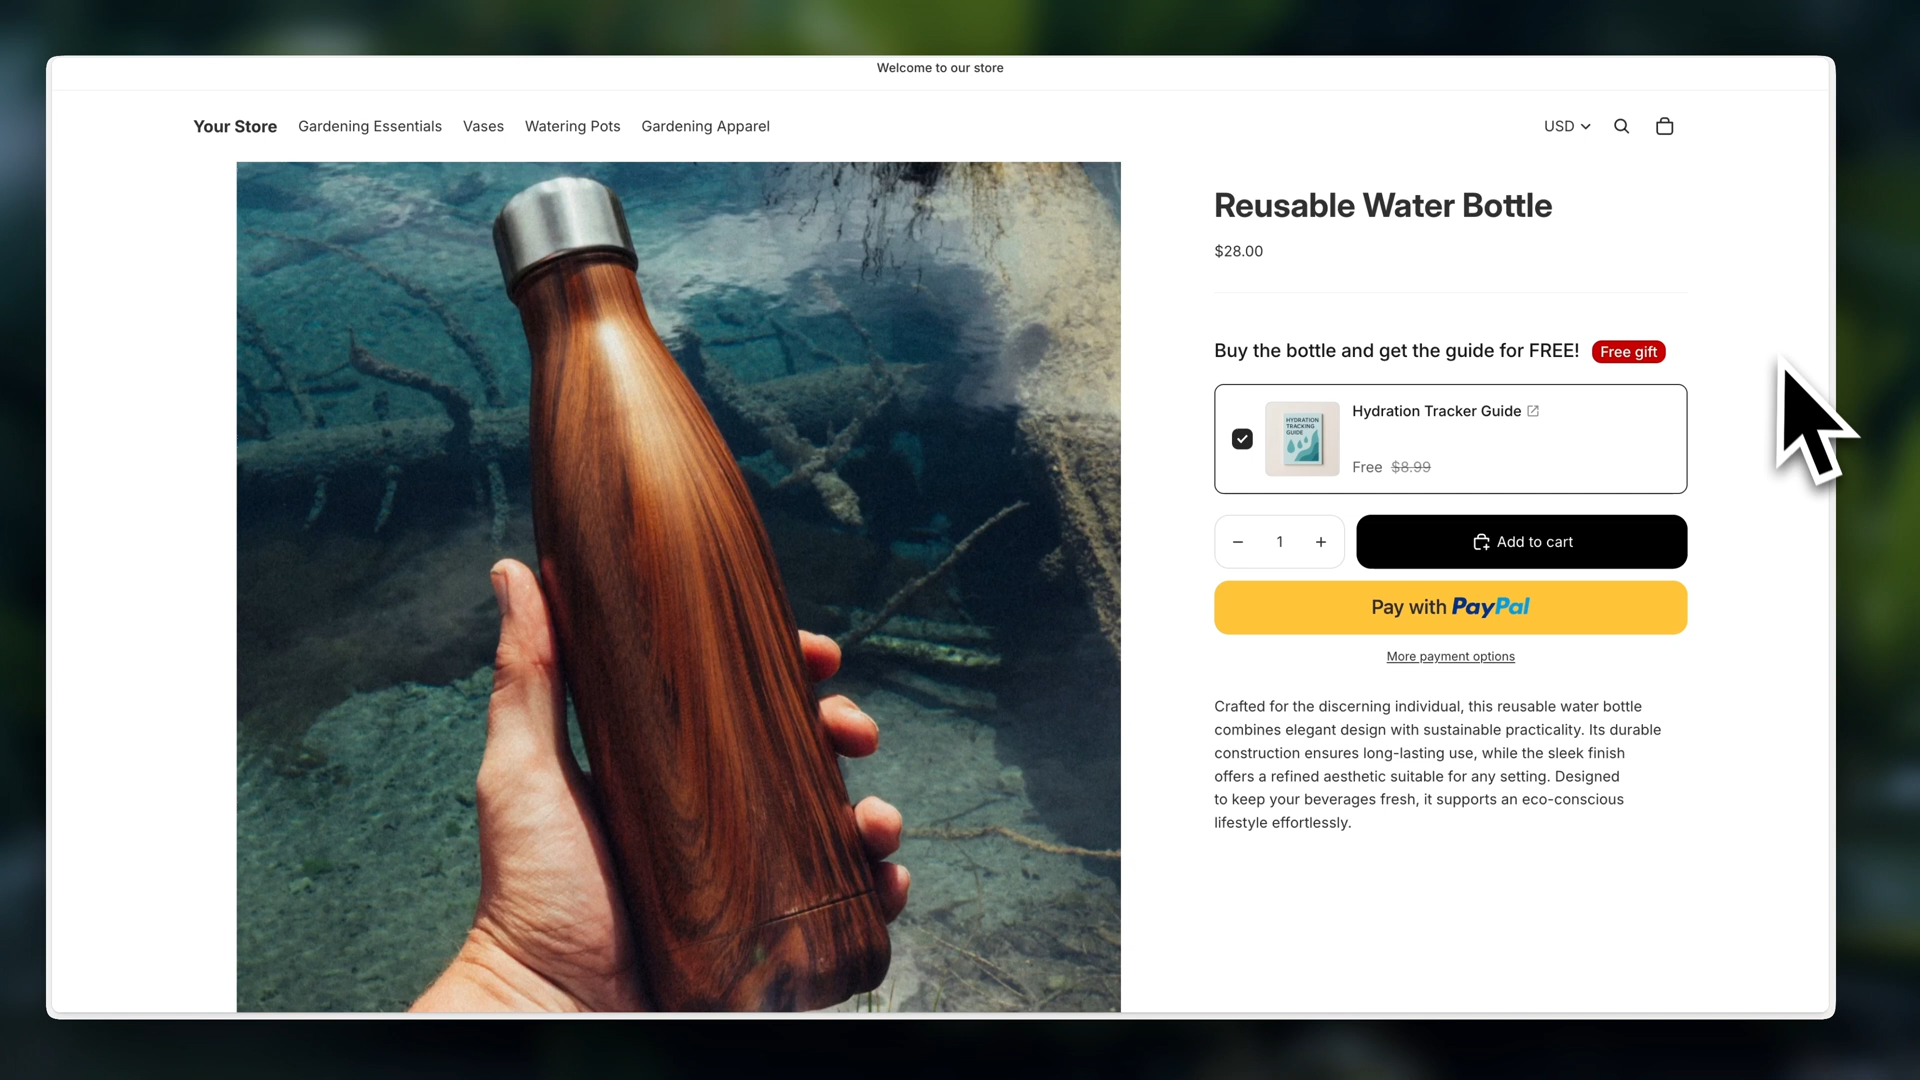 Welcome to our store
Your Store Gardening Essentials Vases Watering Pots Gardening Apparel USD
Reusable Water Bottle
$28.00
Buy the bottle and get the guide for FREE! Free gift
HYDRATION
TRACKING
GUIDE
Hydration Tracker Guide
Free $8.99
− 1 + Add to cart
Pay with PayPal
More payment options
Crafted for the discerning individual, this reusable water bottle
combines elegant design with sustainable practicality. Its durable
construction ensures long-lasting use, while the sleek finish
offers a refined aesthetic suitable for any setting. Designed
to keep your beverages fresh, it supports an eco-conscious
lifestyle effortlessly.